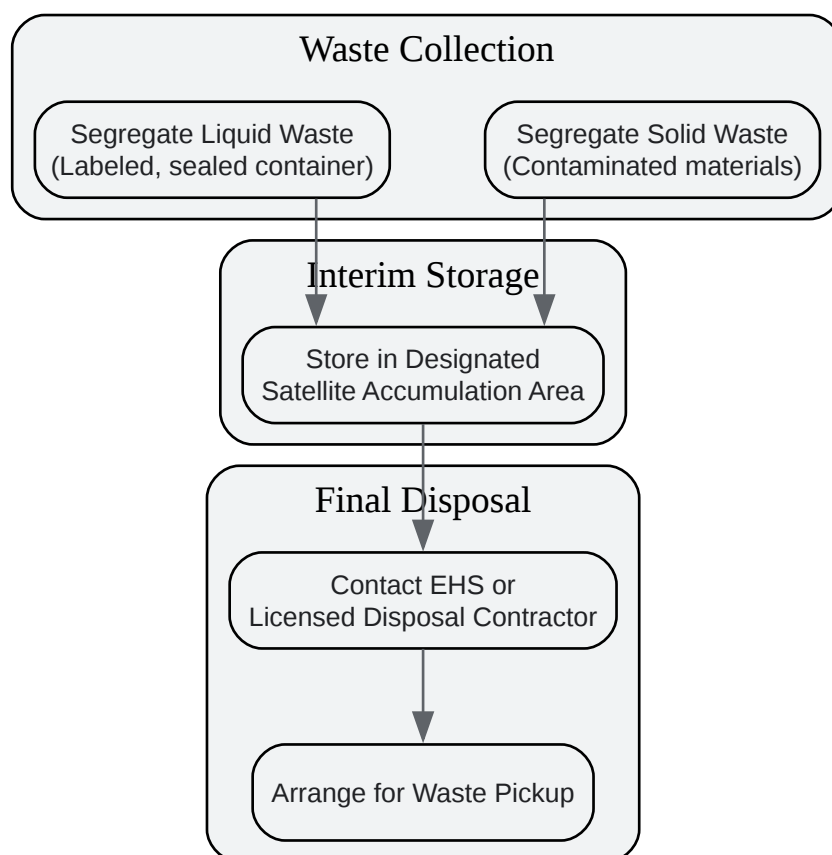 Waste Collection
Segregate Liquid Waste
(Labeled, sealed container)
Segregate Solid Waste
(Contaminated materials)
Interim Storage
Store in Designated
Satellite Accumulation Area
Final Disposal
Contact EHS or
Licensed Disposal Contractor
Arrange for Waste Pickup